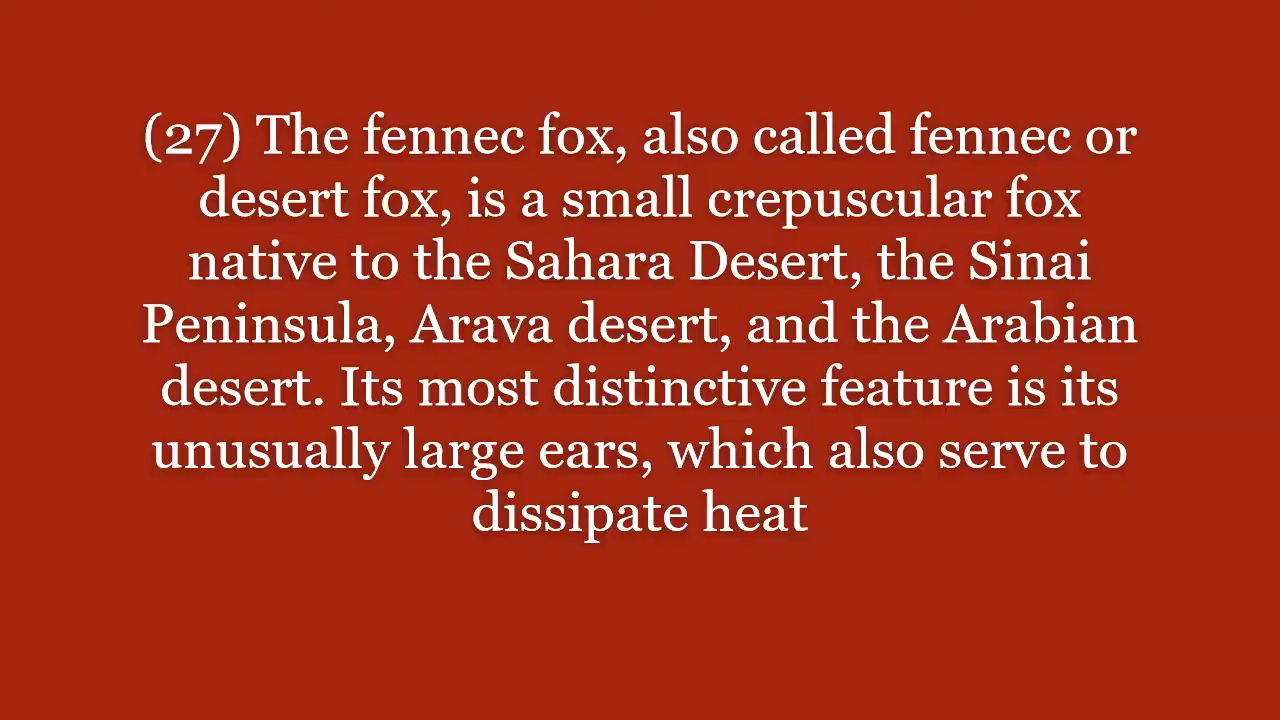 (27) The fennec fox, also called fennec or
desert fox, is a small crepuscular fox
native to the Sahara Desert, the Sinai
Peninsula, Arava desert, and the Arabian
desert. Its most distinctive feature is its
unusually large ears, which also serve to
dissipate heat